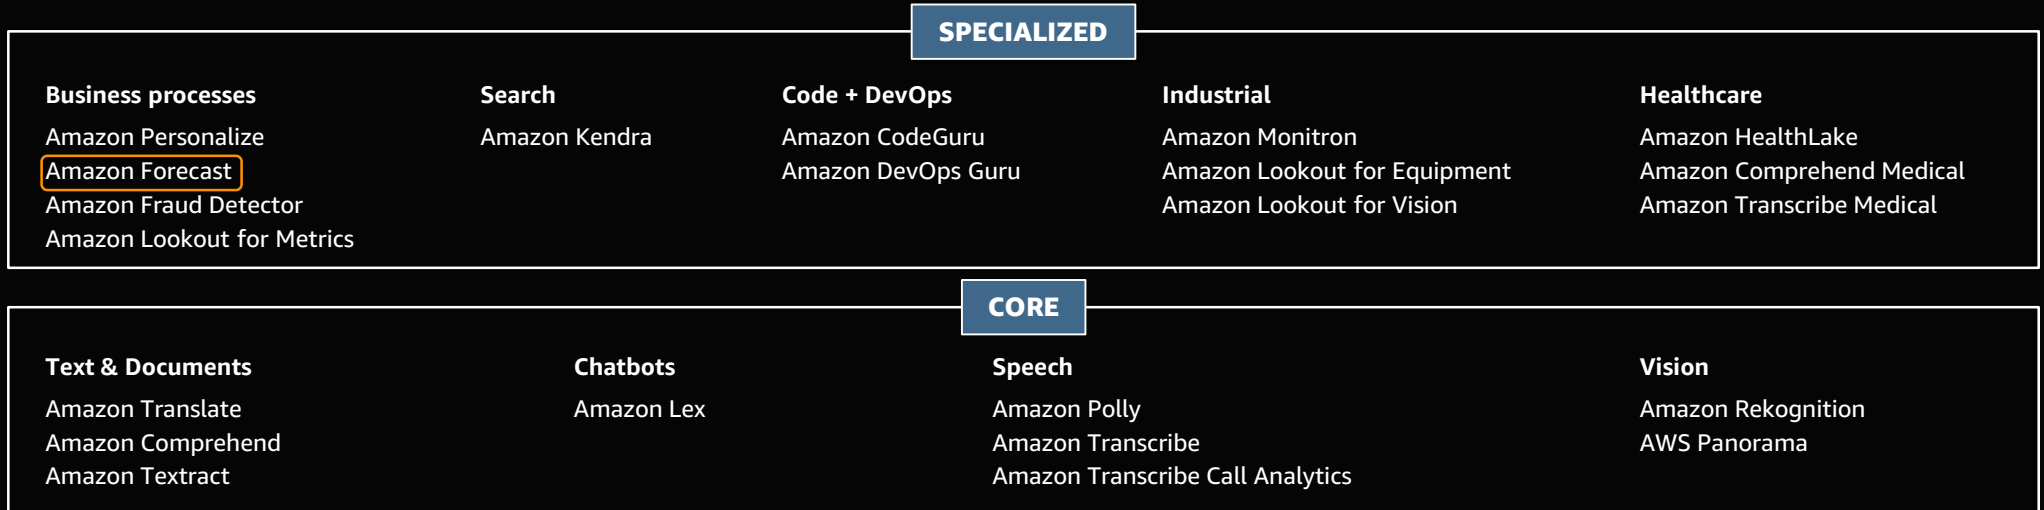 SPECIALIZED
Business processes
Amazon Personalize
Amazon Forecast
Amazon Fraud Detector
Amazon Lookout for Metrics
Search
Amazon Kendra
Code + DevOps
Amazon CodeGuru
Amazon DevOps Guru
Industrial
Amazon Monitron
Amazon Lookout for Equipment
Amazon Lookout for Vision
Healthcare
Amazon HealthLake
Amazon Comprehend Medical
Amazon Transcribe Medical
CORE
Text & Documents
Amazon Translate
Amazon Comprehend
Amazon Textract
Chatbots
Amazon Lex
Speech
Amazon Polly
Amazon Transcribe
Amazon Transcribe Call Analytics
Vision
Amazon Rekognition
AWS Panorama